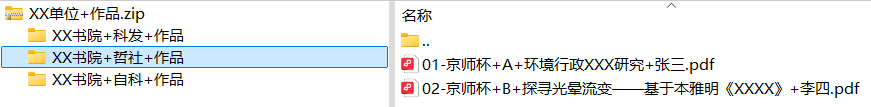 XX单位+作品.zip
XX书院+科发+作品
XX书院+哲社+作品
XX书院+自科+作品
名称
..
01-京师杯+A+环境行政XXX研究+张三.pdf
02-京师杯+B+探寻光晕流变——基于本雅明《XXXX》+李四.pdf